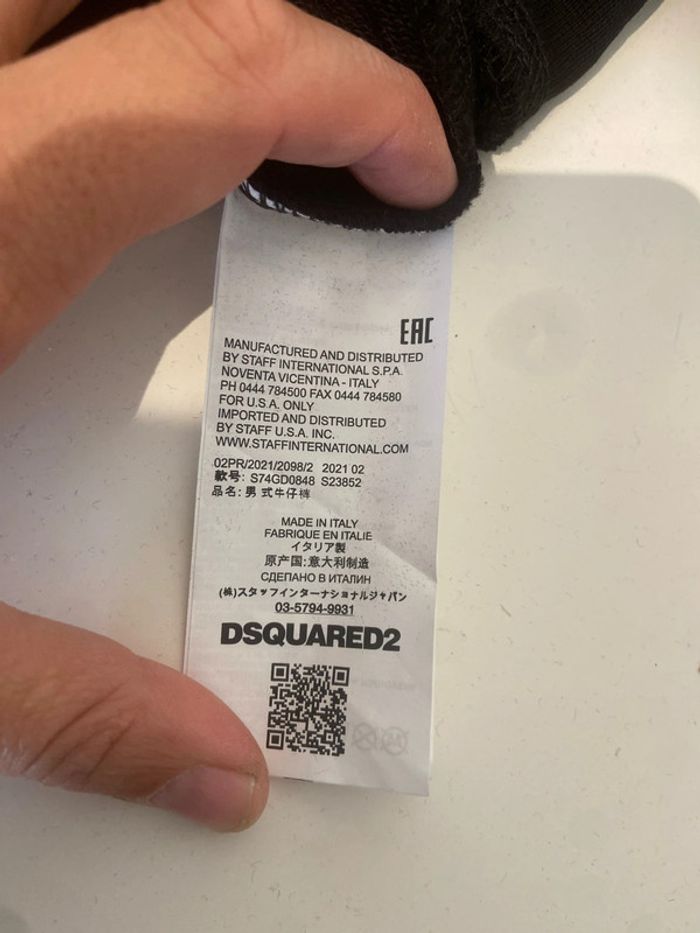 EAC
MANUFACTURED AND DISTRIBUTED
BY STAFF INTERNATIONAL S.P.A.
NOVENTA VICENTINA - ITALY
PH 0444 784500 FAX 0444 784580
FOR U.S.A. ONLY
IMPORTED AND DISTRIBUTED
BY STAFF U.S.A. INC.
WWW.STAFFINTERNATIONAL.COM
02PR/2021/2098/2 2021 02
款号: S74GD0848 S23852
品名: 男式牛仔裤
MADE IN ITALY
FABRIQUE EN ITALIE
イタリア製
原产国:意大利制造
СДЕПАНО В ИТАЛИН
(株)スタッフインターナショナルジャパン
03-5794-9931
DSQUARED2